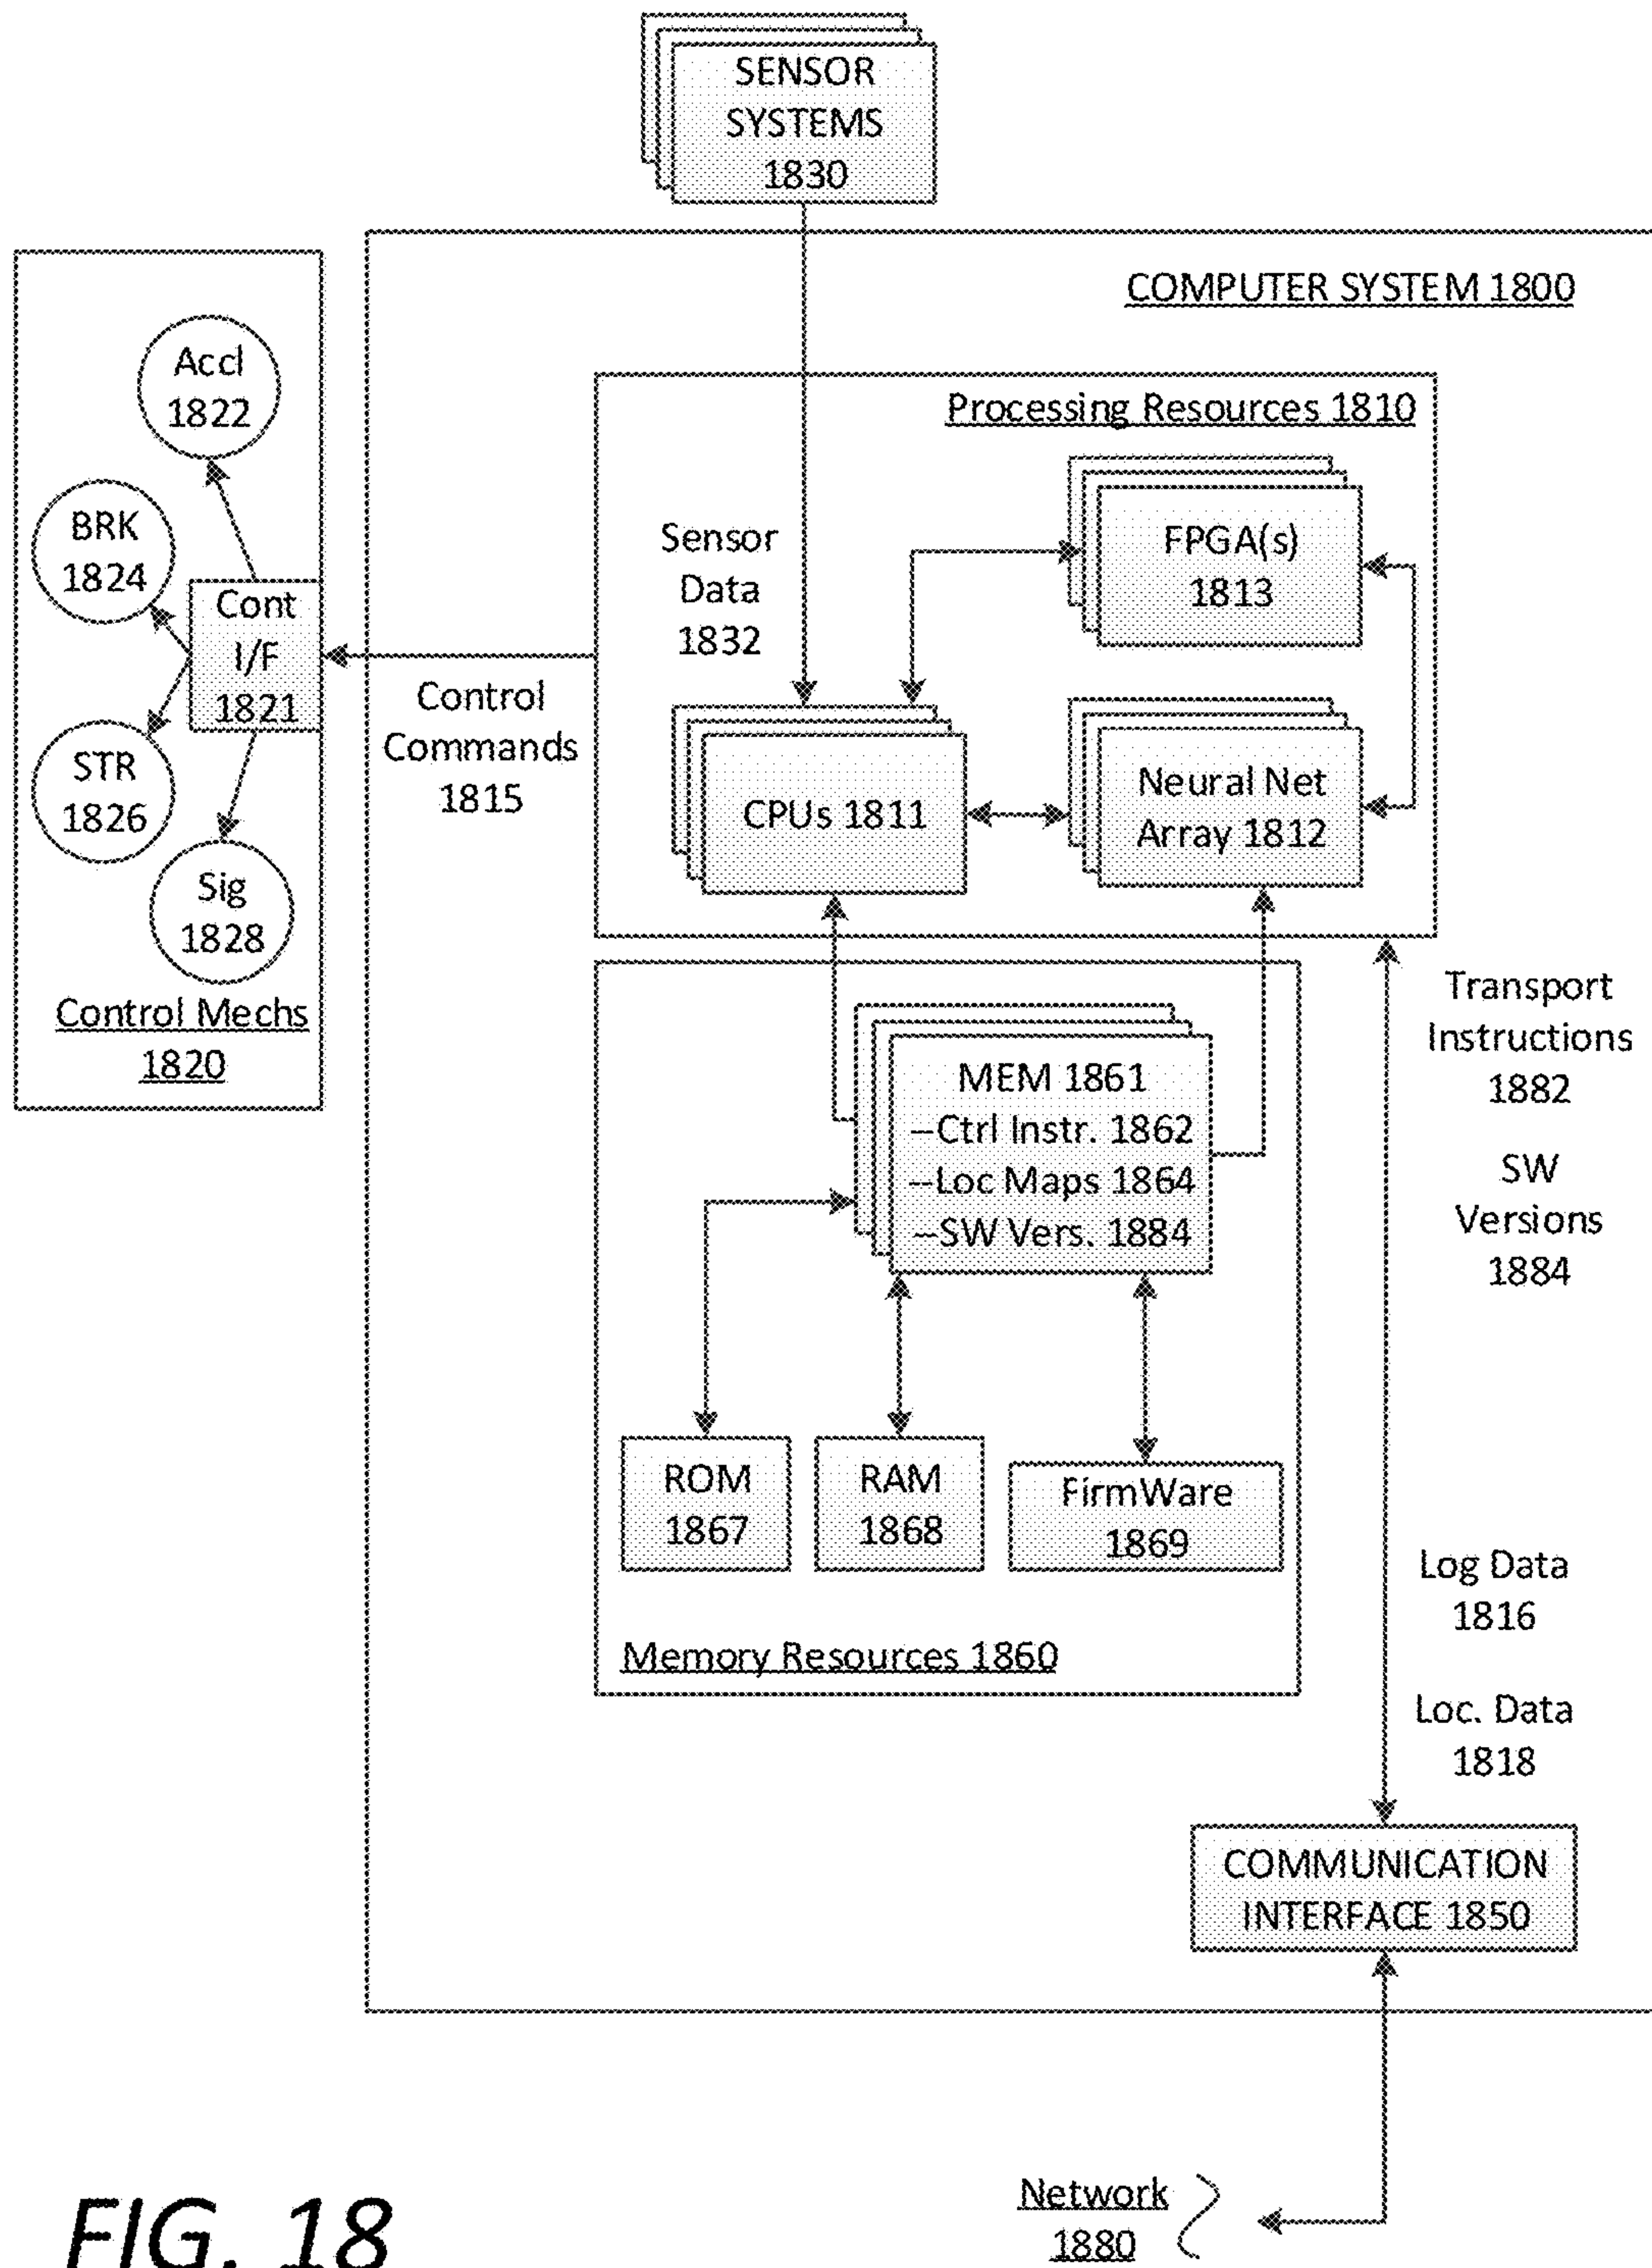 SENSOR
SYSTEMS
1830
COMPUTER SYSTEM 1800
Accl
1822
BRK
1824
Cont
I/F
1821
STR
1826
Sig
1828
Control Mechs
1820
Control
Commands
1815
Processing Resources 1810
Sensor
Data
1832
FPGA(s)
1813
CPUs 1811
Neural Net
Array 1812
MEM 1861
–Ctrl Instr. 1862
–Loc Maps 1864
–SW Vers. 1884
ROM
1867
RAM
1868
FirmWare
1869
Memory Resources 1860
Transport
Instructions
1882
SW
Versions
1884
Log Data
1816
Loc. Data
1818
COMMUNICATION
INTERFACE 1850
Network
1880
FIG. 18